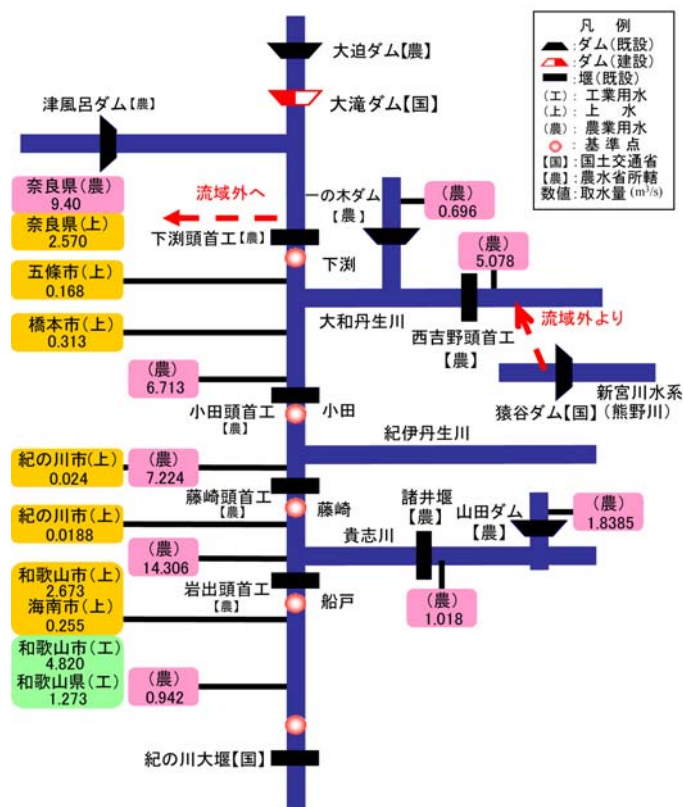 凡 例
:ダム(既設)
:ダム(建設)
:堰(既設)
(工):工業用水
(上):上 水
(農):農業用水
:基 準 点
【国】:国土交通省
【農】:農水省所轄
数値:取水量(m³/s)
大迫ダム【農】
大滝ダム【国】
津風呂ダム【農】
奈良県(農)
9.40
奈良県(上)
2.570
流域外へ
下渕頭首工【農】
下渕
一の木ダム
【農】
(農)
0.696
(農)
5.078
五條市(上)
0.168
橋本市(上)
0.313
大和丹生川
西吉野頭首工
【農】
流域外より
新宮川水系
(熊野川)
猿谷ダム【国】
(農)
6.713
小田頭首工
【農】
小田
紀伊丹生川
紀の川市(上)
0.024
(農)
7.224
藤崎頭首工
【農】
藤崎
紀の川市(上)
0.0188
諸井堰
【農】
山田ダム
【農】
(農)
1.8385
貴志川
(農)
14.306
岩出頭首工
【農】
船戸
(農)
1.018
和歌山市(上)
2.673
海南市(上)
0.255
和歌山市(工)
4.820
和歌山県(工)
1.273
(農)
0.942
紀の川大堰【国】